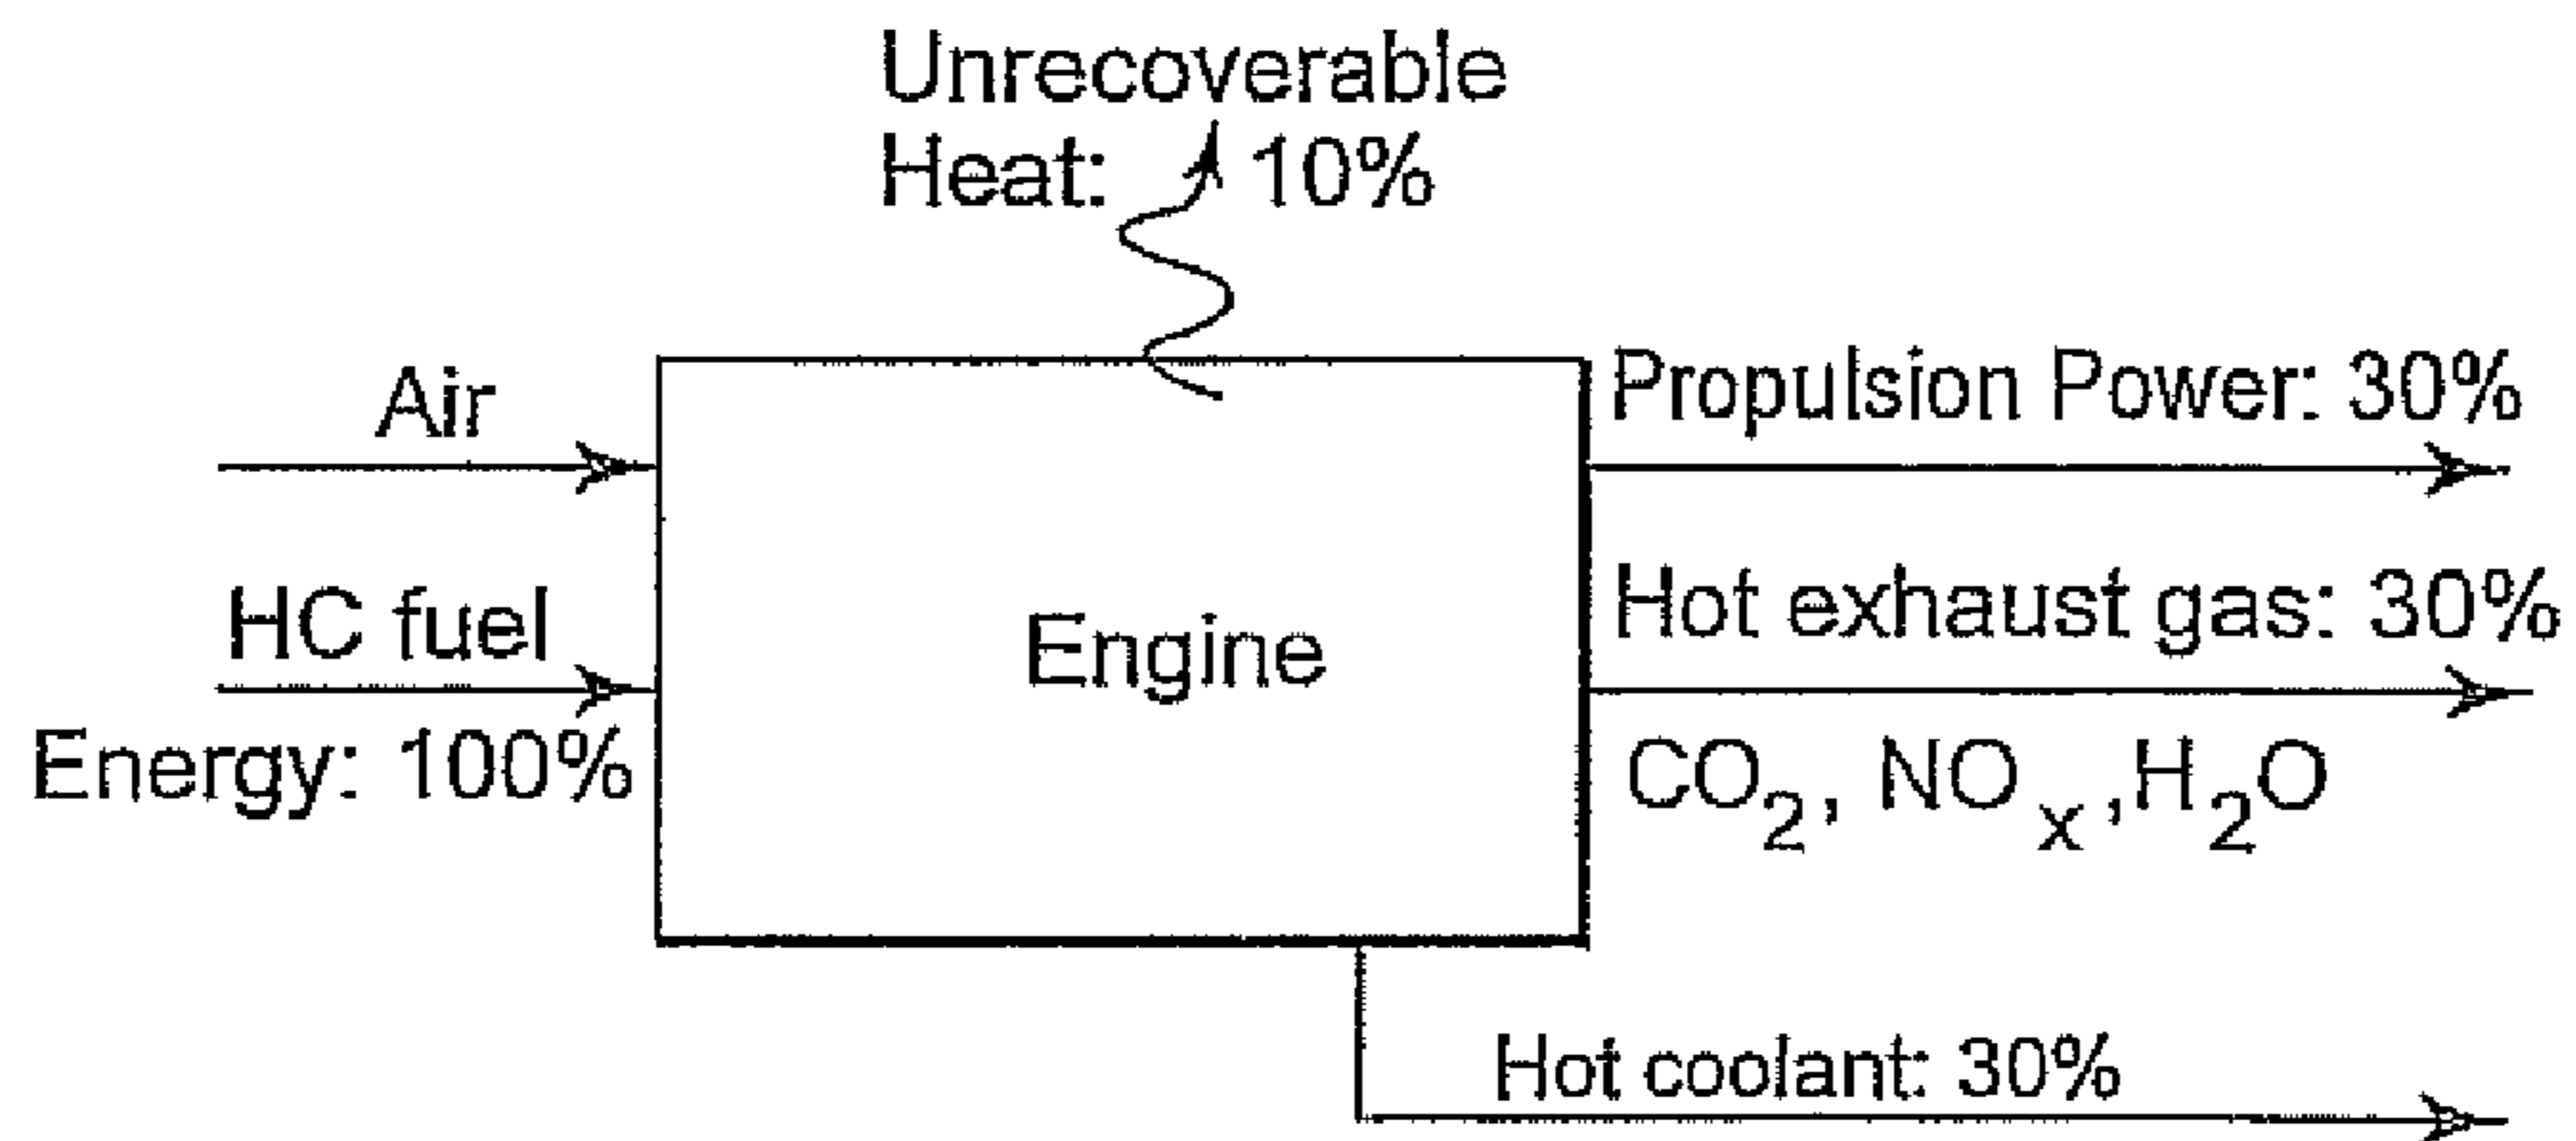 Unrecoverable
Heat: 10%
Air
Propulsion Power: 30%
HC fuel
Hot exhaust gas: 30%
Engine
Energy: 100%
CO₂, NOₓ, H₂O
Hot coolant: 30%